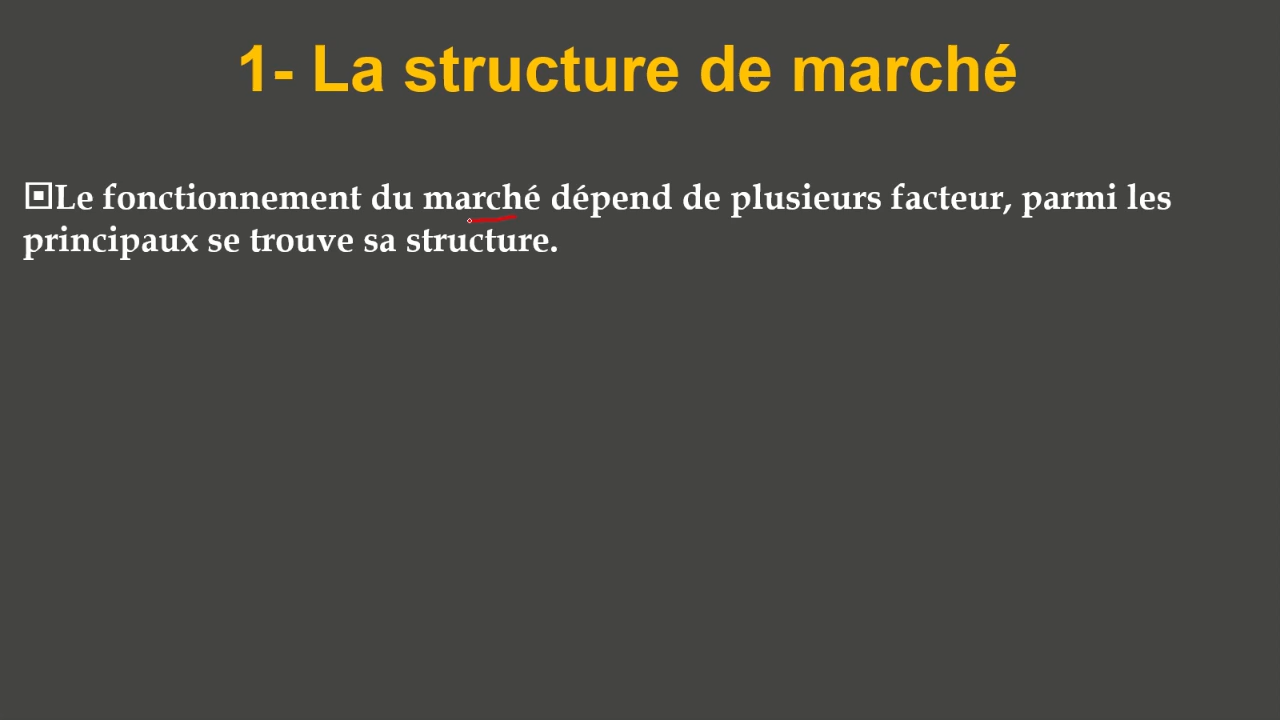 1- La structure de marché
Le fonctionnement du marché dépend de plusieurs facteur, parmi les
principaux se trouve sa structure.